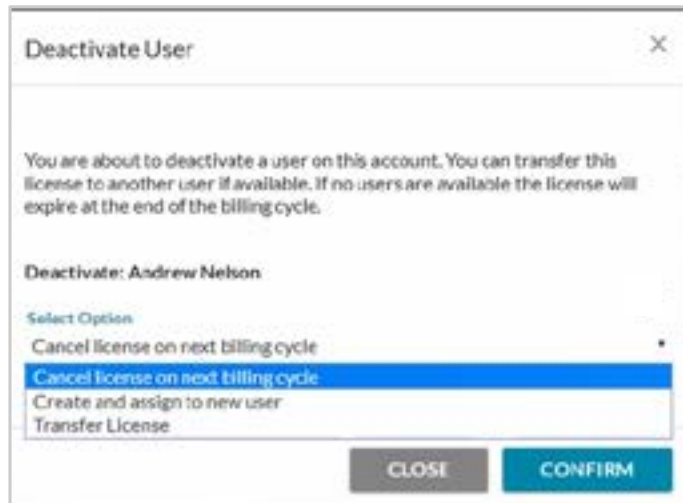 Deactivate User
You are about to deactivate a user on this account. You can transfer this
license to another user if available. If no users are available the license will
expire at the end of the billing cycle.
Deactivate: Andrew Nelson
Select Option
Cancel license on next billing cycle
Cancel license on next billing cycle
Create and assign to new user
Transfer License
CLOSE CONFIRM